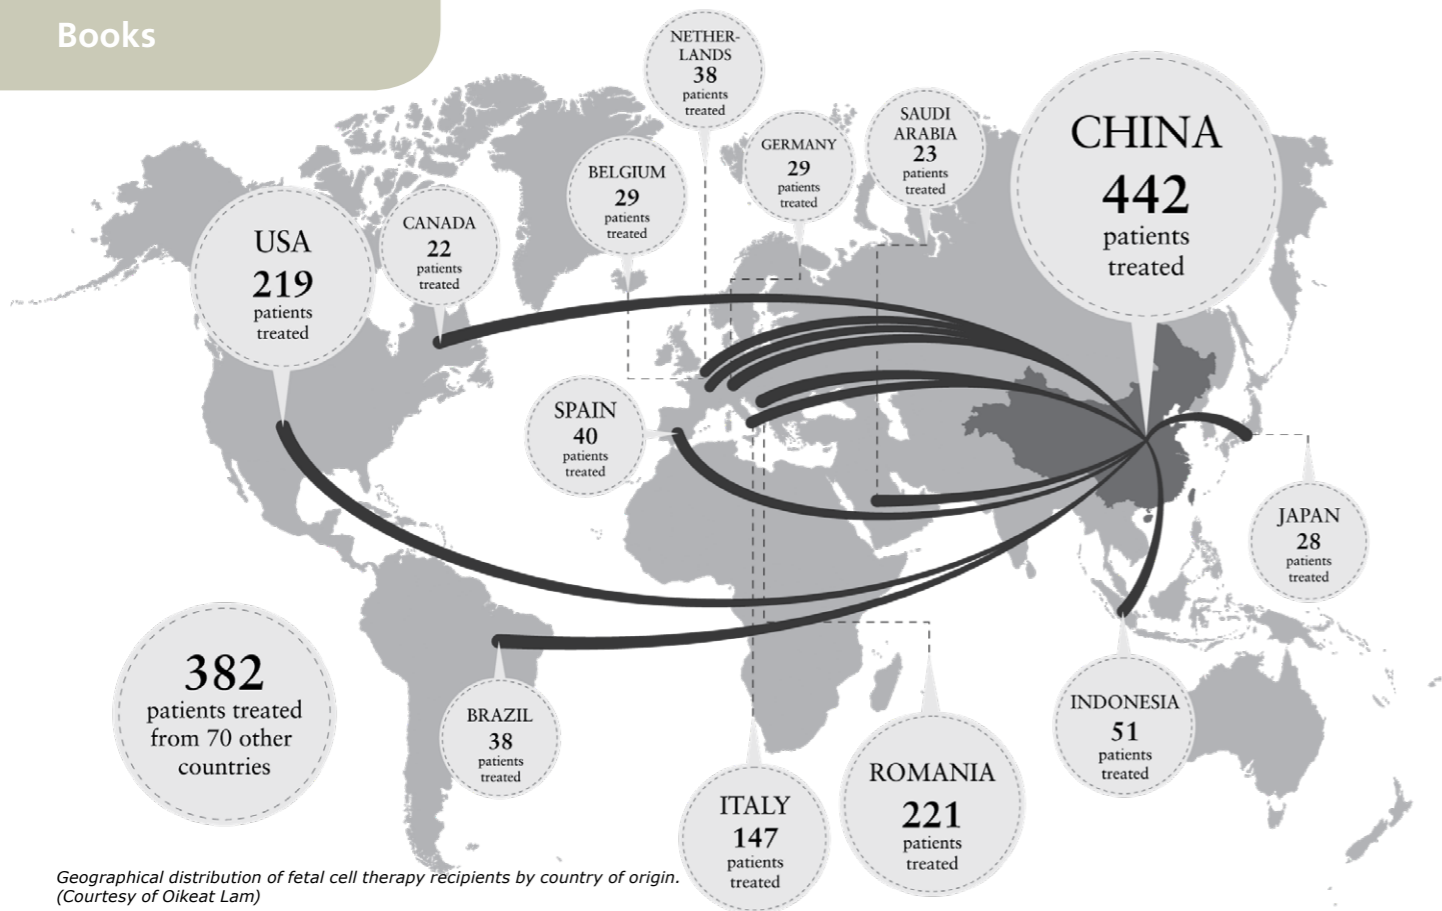 Books
NETHER-
LANDS
38
patients
treated
SAUDI
ARABIA
23
patients
treated
CHINA
442
patients
treated
GERMANY
29
patients
treated
BELGIUM
29
patients
treated
USA
219
patients
treated
CANADA
22
patients
treated
SPAIN
40
patients
treated
JAPAN
28
patients
treated
382
patients treated
from 70 other
countries
BRAZIL
38
patients
treated
INDONESIA
51
patients
treated
ROMANIA
221
patients
treated
ITALY
147
patients
treated
Geographical distribution of fetal cell therapy recipients by country of origin.
(Courtesy of Oikeat Lam)